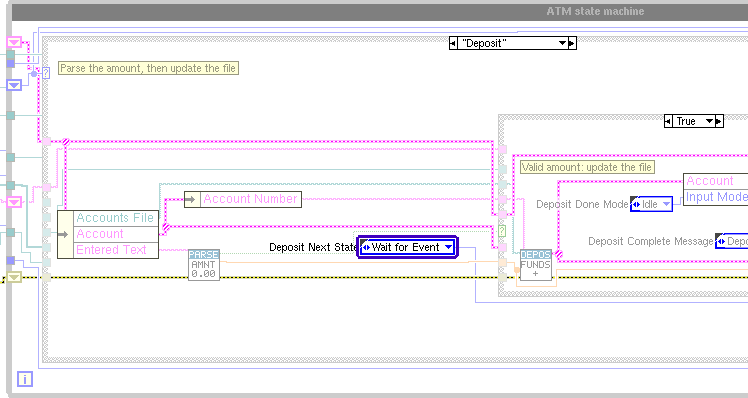 ATM state machine
"Deposit"
?
Parse the amount, then update the file
True
Valid amount: update the file
Account
Input Mode
Account Number
Deposit Done Mode
Idle
Accounts File
Account
Entered Text
?
Deposit Next State
Wait for Event
Deposit Complete Message
Depo
PARSE
AMNT
0.00
DEPOS
FUNDS
+
i